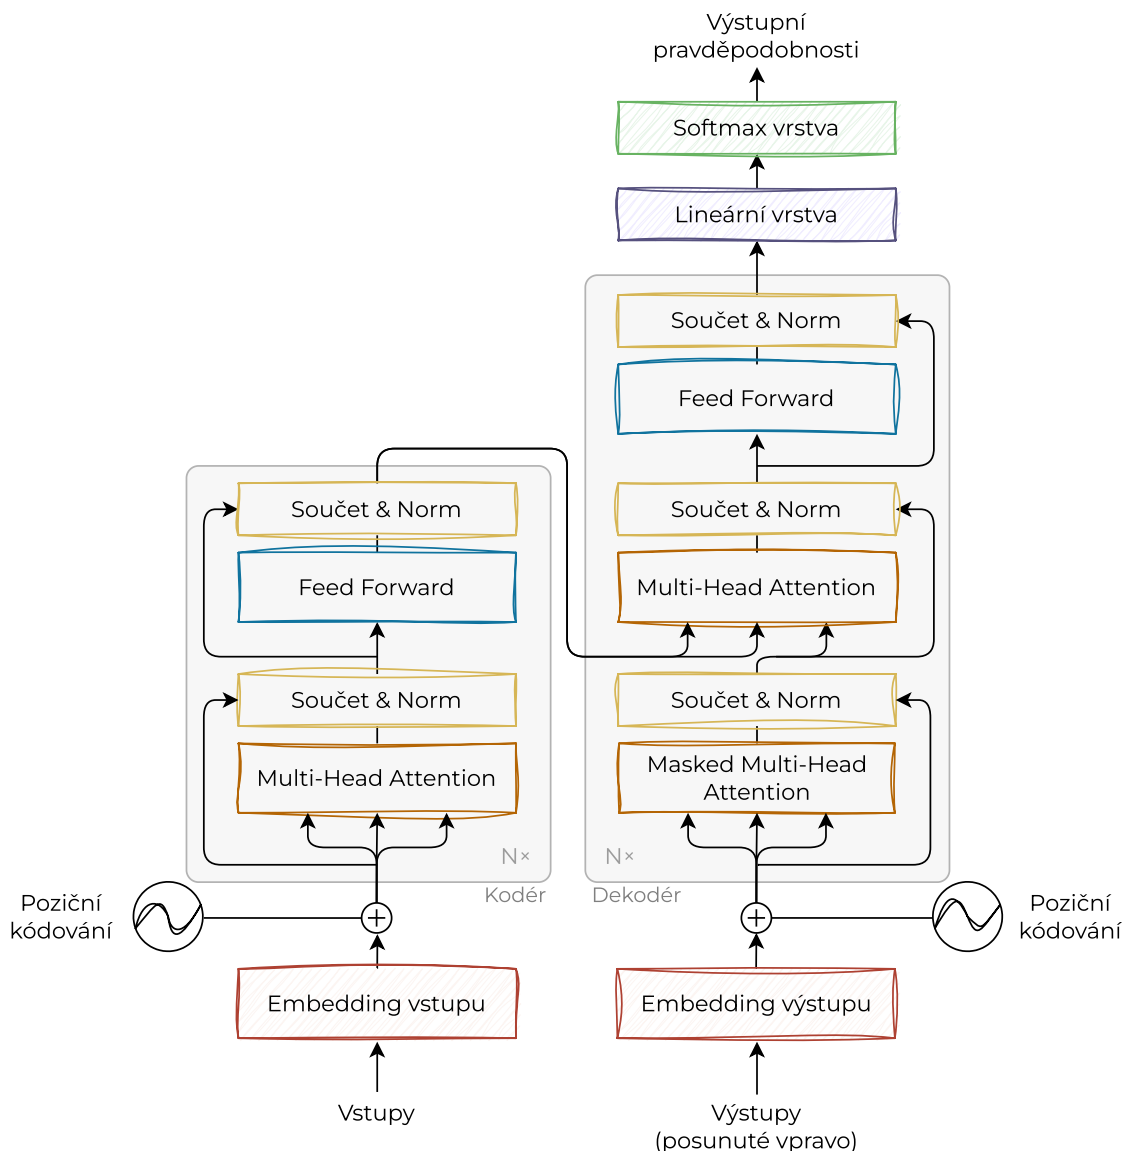 Výstupní
pravděpodobnosti
Softmax vrstva
Lineární vrstva
Součet & Norm
Feed Forward
Součet & Norm
Multi-Head Attention
Součet & Norm
Masked Multi-Head
Attention
N×
Dekodér
Součet & Norm
Feed Forward
Součet & Norm
Multi-Head Attention
N×
Kodér
Poziční
kódování
Poziční
kódování
Embedding vstupu
Embedding výstupu
Vstupy
Výstupy
(posunuté vpravo)